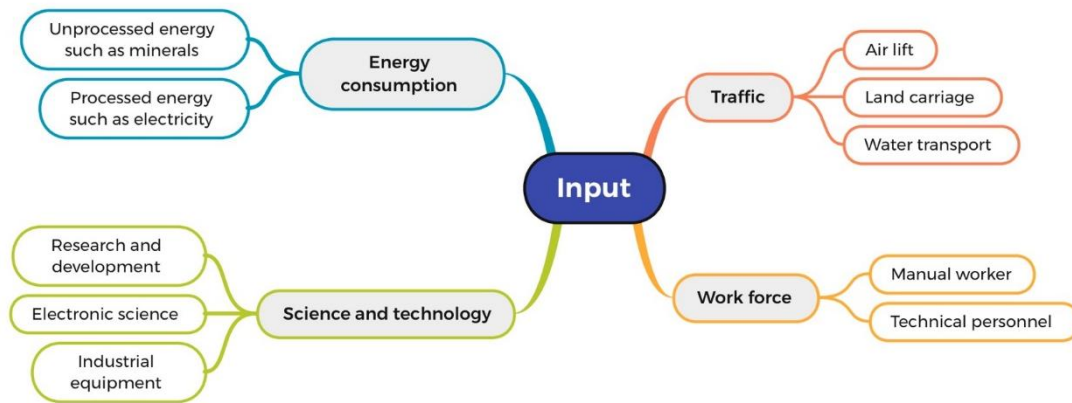 Unprocessed energy
such as minerals
Processed energy
such as electricity
Energy
consumption
Research and
development
Electronic science
Industrial
equipment
Science and technology
Input
Traffic
Air lift
Land carriage
Water transport
Work force
Manual worker
Technical personnel